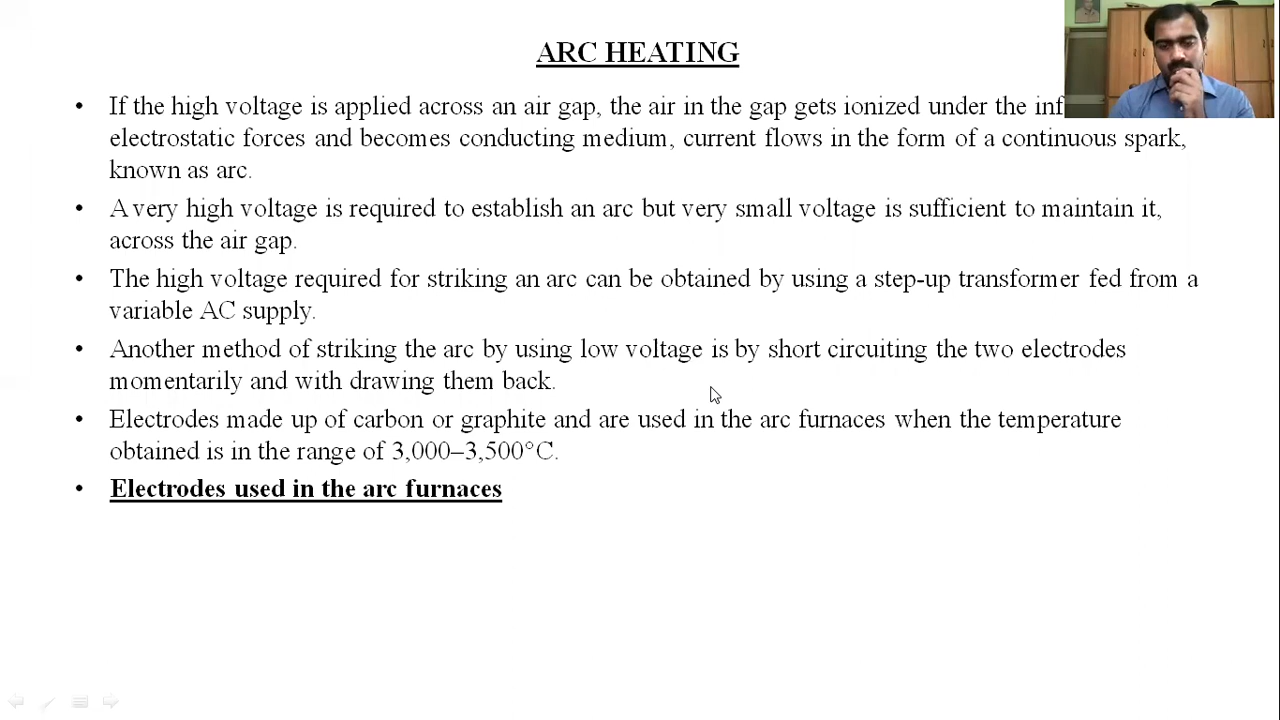 ARC HEATING
• If the high voltage is applied across an air gap, the air in the gap gets ionized under the
electrostatic forces and becomes conducting medium, current flows in the form of a continuous spark,
known as arc.
• A very high voltage is required to establish an arc but very small voltage is sufficient to maintain it,
across the air gap.
• The high voltage required for striking an arc can be obtained by using a step-up transformer fed from a
variable AC supply.
• Another method of striking the arc by using low voltage is by short circuiting the two electrodes
momentarily and with drawing them back.
• Electrodes made up of carbon or graphite and are used in the arc furnaces when the temperature
obtained is in the range of 3,000–3,500°C.
• Electrodes used in the arc furnaces